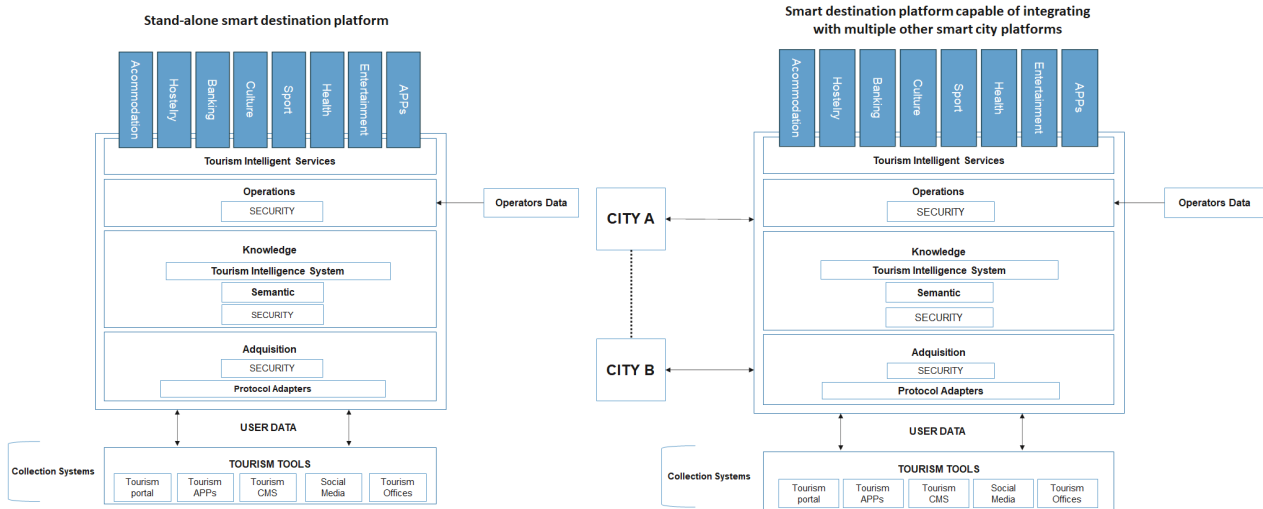 Stand-alone smart destination platform
Acommodation
Hostelry
Banking
Culture
Sport
Health
Entertainment
APPs
Tourism Intelligent Services
Operations
SECURITY
Operators Data
Knowledge
Tourism Intelligence System
Semantic
SECURITY
Adquisition
SECURITY
Protocol Adapters
USER DATA
Collection Systems
TOURISM TOOLS
Tourism
portal
Tourism
APPs
Tourism
CMS
Social
Media
Tourism
Offices
Smart destination platform capable of integrating
with multiple other smart city platforms
Acommodation
Hostelry
Banking
Culture
Sport
Health
Entertainment
APPs
Tourism Intelligent Services
Operations
SECURITY
Operators Data
CITY A
Knowledge
Tourism Intelligence System
Semantic
SECURITY
CITY B
Adquisition
SECURITY
Protocol Adapters
USER DATA
Collection Systems
TOURISM TOOLS
Tourism
portal
Tourism
APPs
Tourism
CMS
Social
Media
Tourism
Offices